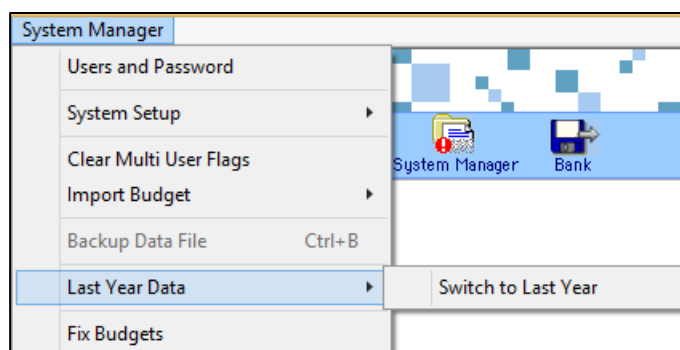 System Manager
Users and Password
System Setup
Clear Multi User Flags
Import Budget
Backup Data File Ctrl+B
Last Year Data
Fix Budgets
System Manager
Bank
Switch to Last Year